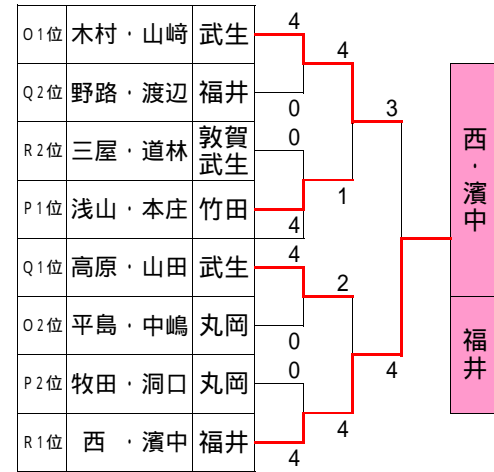 O1位 木村・山﨑 武生
Q2位 野路・渡辺 福井
R2位 三屋・道林 敦賀
武生
P1位 浅山・本庄 竹田
Q1位 高原・山田 武生
O2位 平島・中嶋 丸岡
P2位 牧田・洞口 丸岡
R1位 西 ・濱中 福井
4
0
0
4
4
0
0
4
4
1
2
4
3
4
西・濱中
福井